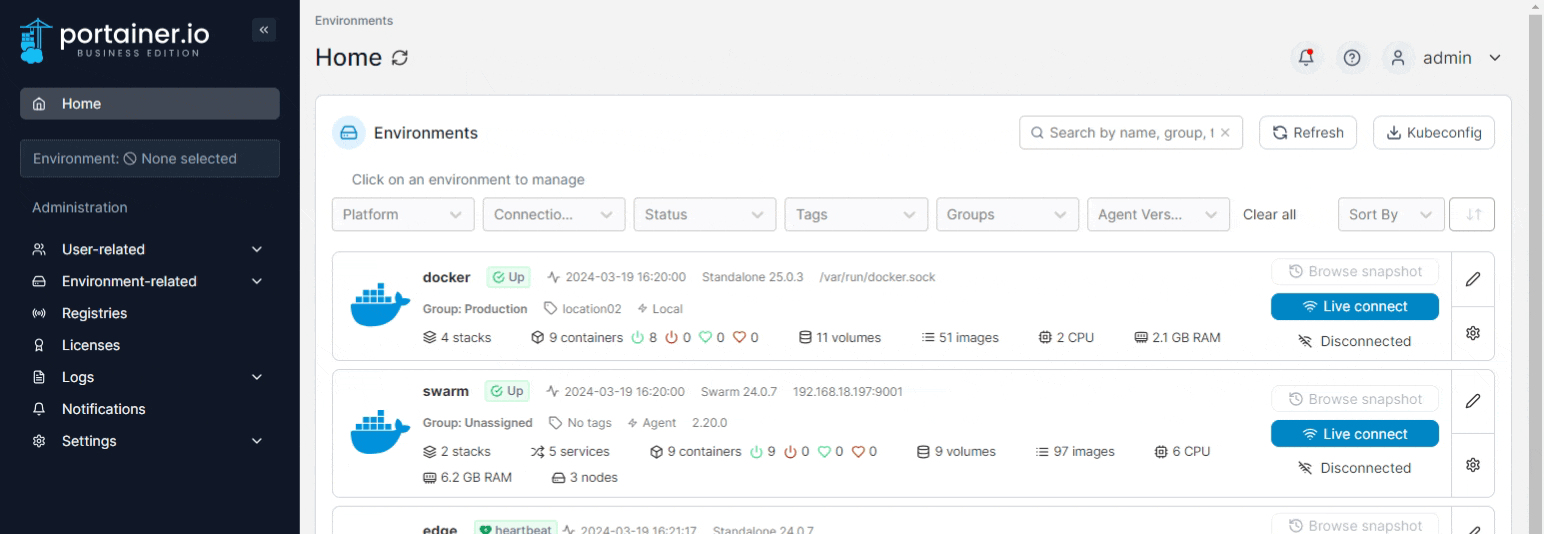 portainer.io
BUSINESS EDITION
Home
Environment: None selected
Administration
User-related
Environment-related
Registries
Licenses
Logs
Notifications
Settings
Environments
Home
admin
Environments
Search by name, group, t
Refresh
Kubeconfig
Click on an environment to manage
Platform Connectio... Status Tags Groups Agent Vers... Clear all Sort By
docker Up 2024-03-19 16:20:00 Standalone 25.0.3 /var/run/docker.sock
Group: Production location02 Local
4 stacks 9 containers 8 0 0 0 11 volumes 51 images 2 CPU 2.1 GB RAM
Browse snapshot
Live connect
Disconnected
swarm Up 2024-03-19 16:20:00 Swarm 24.0.7 192.168.18.197:9001
Group: Unassigned No tags Agent 2.20.0
2 stacks 5 services 9 containers 9 0 0 0 9 volumes 97 images 6 CPU
6.2 GB RAM 3 nodes
Browse snapshot
Live connect
Disconnected
edge heartbeat 2024-03-19 16:21:17 Standalone 24.0.7
Browse snapshot